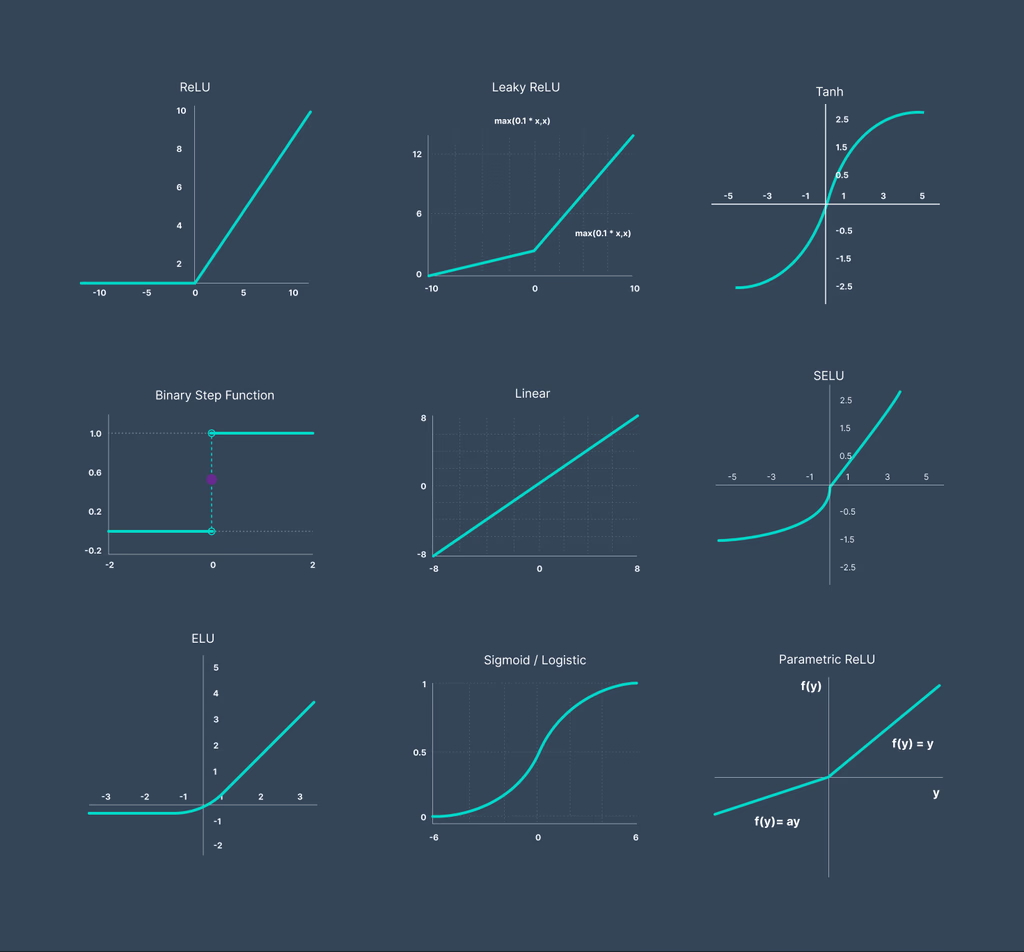 ReLU
10
8
6
4
2
-10 -5 0 5 10
Leaky ReLU
max(0.1 * x,x)
12
6
max(0.1 * x,x)
0
-10 0 10
Tanh
2.5
1.5
0.5
-5 -3 -1 1 3 5
-0.5
-1.5
-2.5
Binary Step Function
1.0
0.6
0.2
-0.2
-2 0 2
Linear
8
0
-8
-8 0 8
SELU
2.5
1.5
0.5
-5 -3 -1 1 3 5
-0.5
-1.5
-2.5
ELU
5
4
3
2
1
-3 -2 -1 1 2 3
-1
-2
Sigmoid / Logistic
1
0.5
0
-6 0 6
Parametric ReLU
f(y)
f(y) = y
y
f(y)= ay